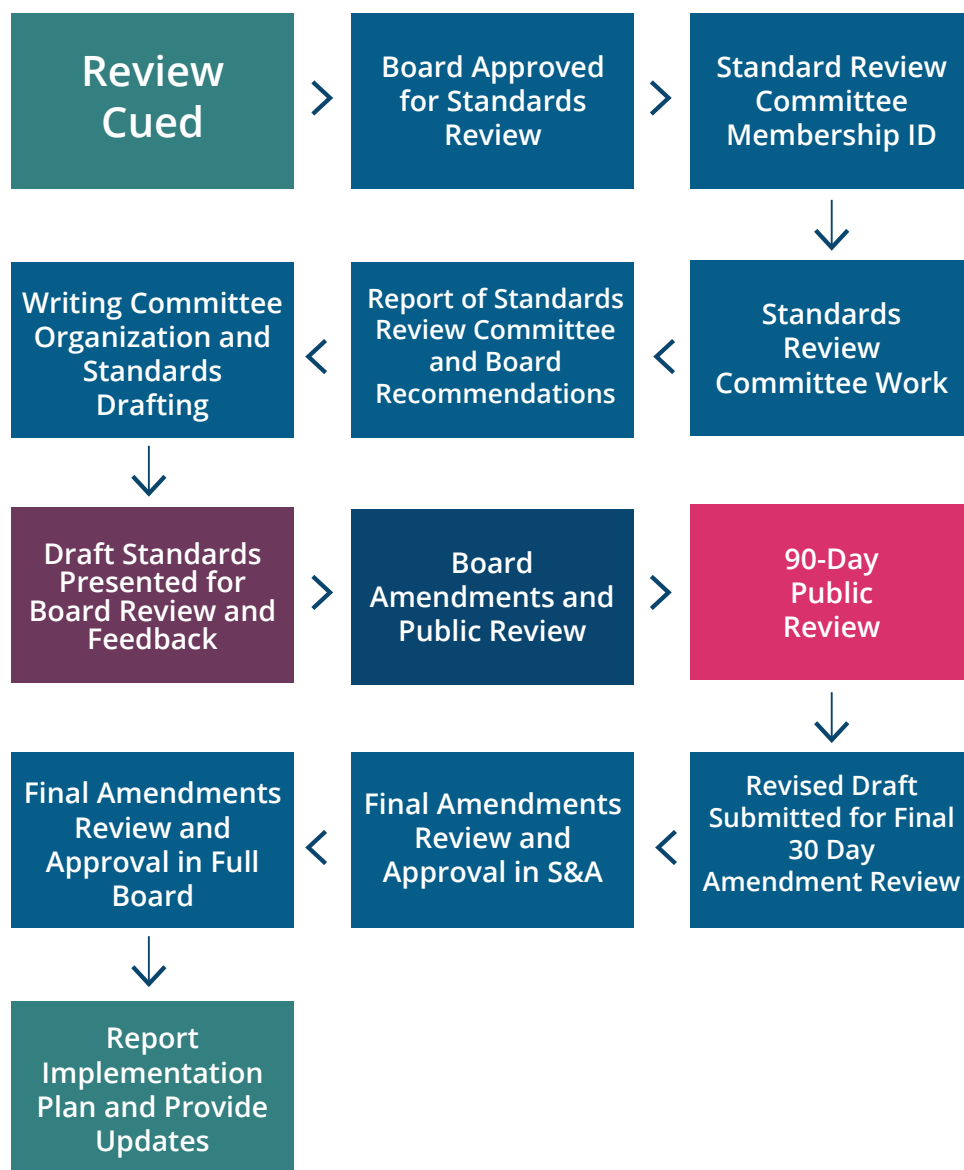 Review
Cued
Board Approved
for Standards
Review
Standard Review
Committee
Membership ID
Standards
Review
Committee Work
Report of Standards
Review Committee
and Board
Recommendations
Writing Committee
Organization and
Standards
Drafting
Draft Standards
Presented for
Board Review and
Feedback
Board
Amendments and
Public Review
90-Day
Public
Review
Revised Draft
Submitted for Final
30 Day
Amendment Review
Final Amendments
Review and
Approval in S&A
Final Amendments
Review and
Approval in Full
Board
Report
Implementation
Plan and Provide
Updates